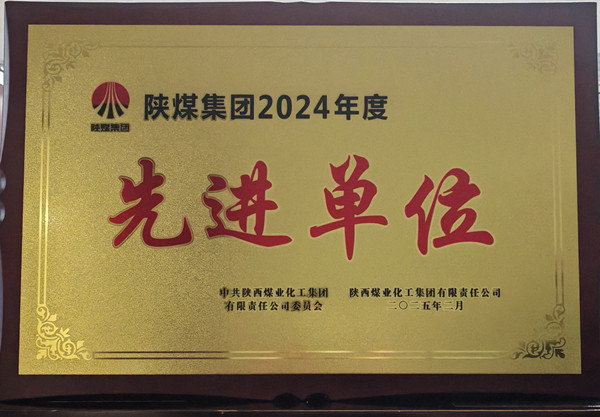 陕煤集团
陕煤集团2024年度
先进单位
中共陕西煤业化工集团
有限责任公司委员会
陕西煤业化工集团有限责任公司
二〇二五年二月